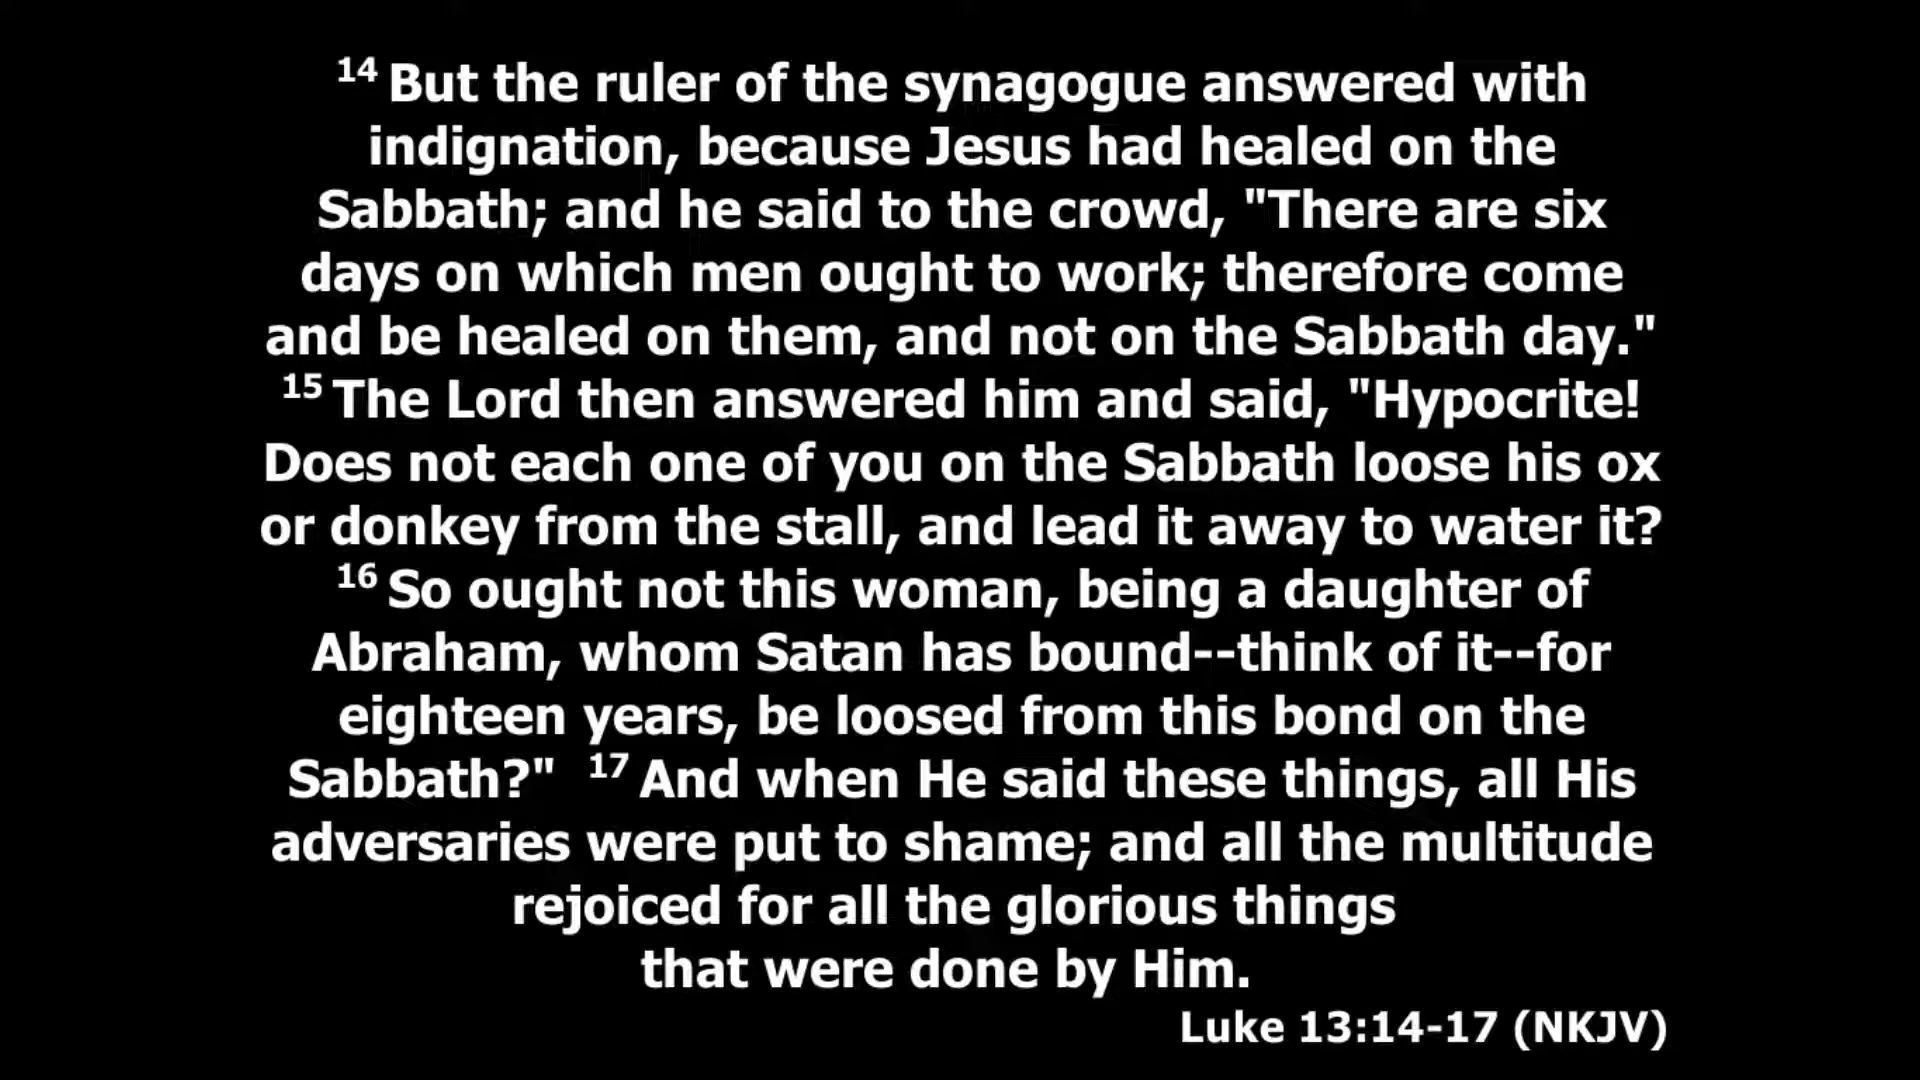 14 But the ruler of the synagogue answered with
indignation, because Jesus had healed on the
Sabbath; and he said to the crowd, "There are six
days on which men ought to work; therefore come
and be healed on them, and not on the Sabbath day."
15 The Lord then answered him and said, "Hypocrite!
Does not each one of you on the Sabbath loose his ox
or donkey from the stall, and lead it away to water it?
16 So ought not this woman, being a daughter of
Abraham, whom Satan has bound--think of it--for
eighteen years, be loosed from this bond on the
Sabbath?" 17 And when He said these things, all His
adversaries were put to shame; and all the multitude
rejoiced for all the glorious things
that were done by Him.
Luke 13:14-17 (NKJV)